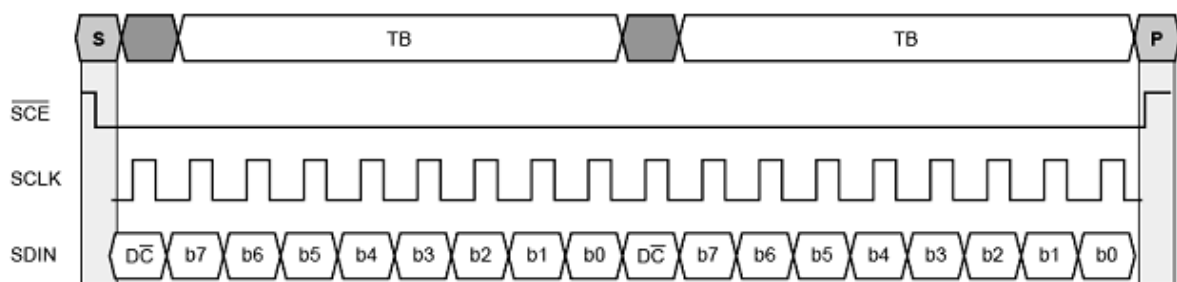 S TB TB P
S̅C̅E̅
SCLK
SDIN DC̅ b7 b6 b5 b4 b3 b2 b1 b0 DC̅ b7 b6 b5 b4 b3 b2 b1 b0